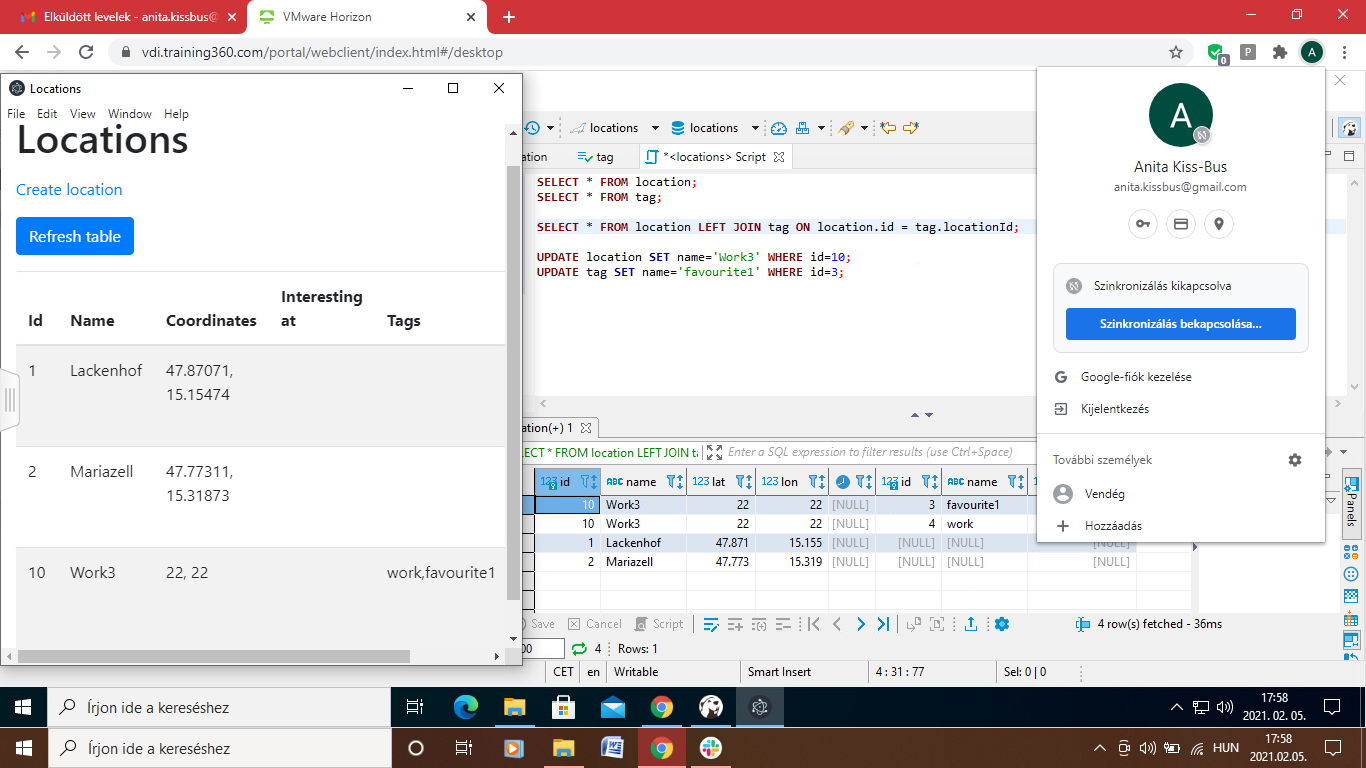 Elküldött levelek - anita.kissbus@
VMware Horizon
vdi.training360.com/portal/webclient/index.html#/desktop
0
P
A
Locations
File Edit View Window Help
Locations
Create location
Refresh table
Id Name Coordinates Interesting at Tags
1 Lackenhof 47.87071, 15.15474
2 Mariazell 47.77311, 15.31873
10 Work3 22, 22 work,favourite1
locations locations
ation tag *<locations> Script
SELECT * FROM location;
SELECT * FROM tag;
SELECT * FROM location LEFT JOIN tag ON location.id = tag.locationId;
UPDATE location SET name='Work3' WHERE id=10;
UPDATE tag SET name='favourite1' WHERE id=3;
ation(+) 1
ECT * FROM location LEFT JOIN ta
Enter a SQL expression to filter results (use Ctrl+Space)
123 id ABC name 123 lat 123 lon 123 id ABC name
10 Work3 22 22 [NULL] 3 favourite1
10 Work3 22 22 [NULL] 4 work
1 Lackenhof 47.871 15.155 [NULL] [NULL] [NULL] [NULL]
2 Mariazell 47.773 15.319 [NULL] [NULL] [NULL] [NULL]
Panels
Save Cancel Script
4 row(s) fetched - 36ms
00 4 Rows: 1
CET en Writable Smart Insert 4 : 31 : 77 Sel: 0 | 0
A
Anita Kiss-Bus
anita.kissbus@gmail.com
Szinkronizálás kikapcsolva
Szinkronizálás bekapcsolása...
Google-fiók kezelése
Kijelentkezés
További személyek
Vendég
Hozzáadás
Írjon ide a kereséshez
17:58
2021. 02. 05.
Írjon ide a kereséshez
HUN
17:58
2021.02.05.